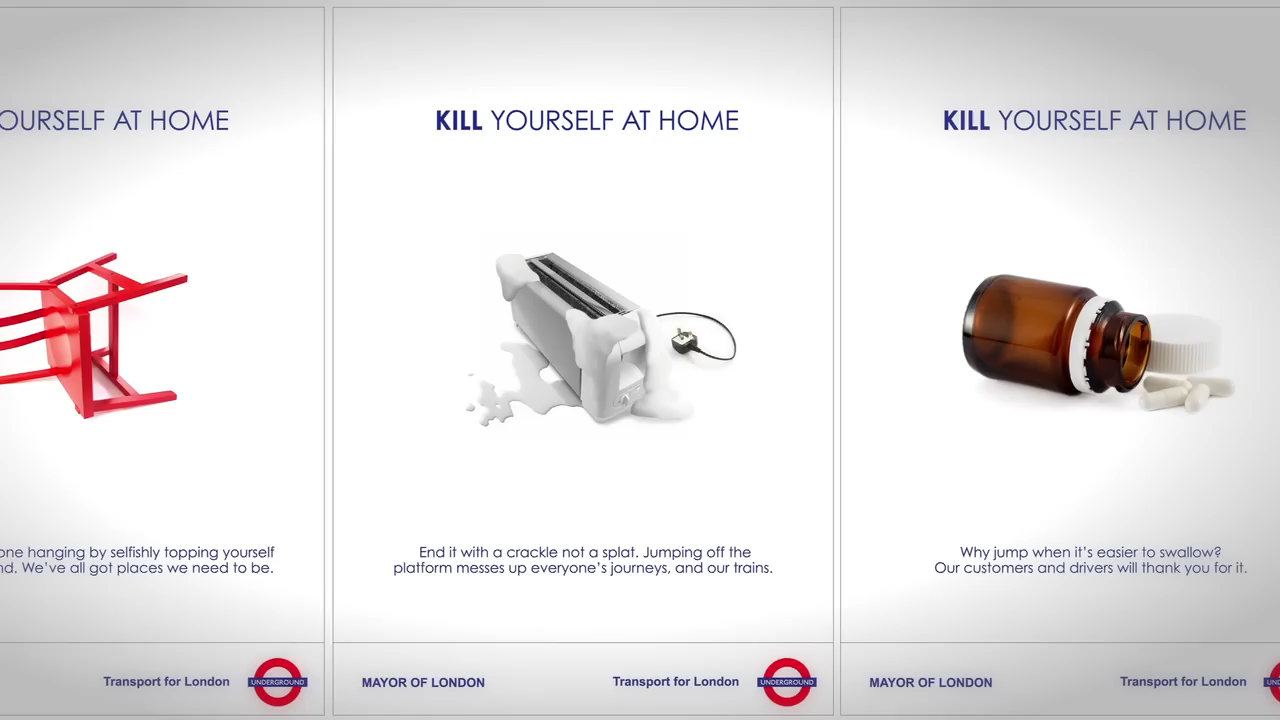 OURSELF AT HOME
one hanging by selfishly topping yourself
nd. We've all got places we need to be.
Transport for London
UNDERGROUND
KILL YOURSELF AT HOME
End it with a crackle not a splat. Jumping off the
platform messes up everyone's journeys, and our trains.
MAYOR OF LONDON
Transport for London
UNDERGROUND
KILL YOURSELF AT HOME
Why jump when it's easier to swallow?
Our customers and drivers will thank you for it.
MAYOR OF LONDON
Transport for London